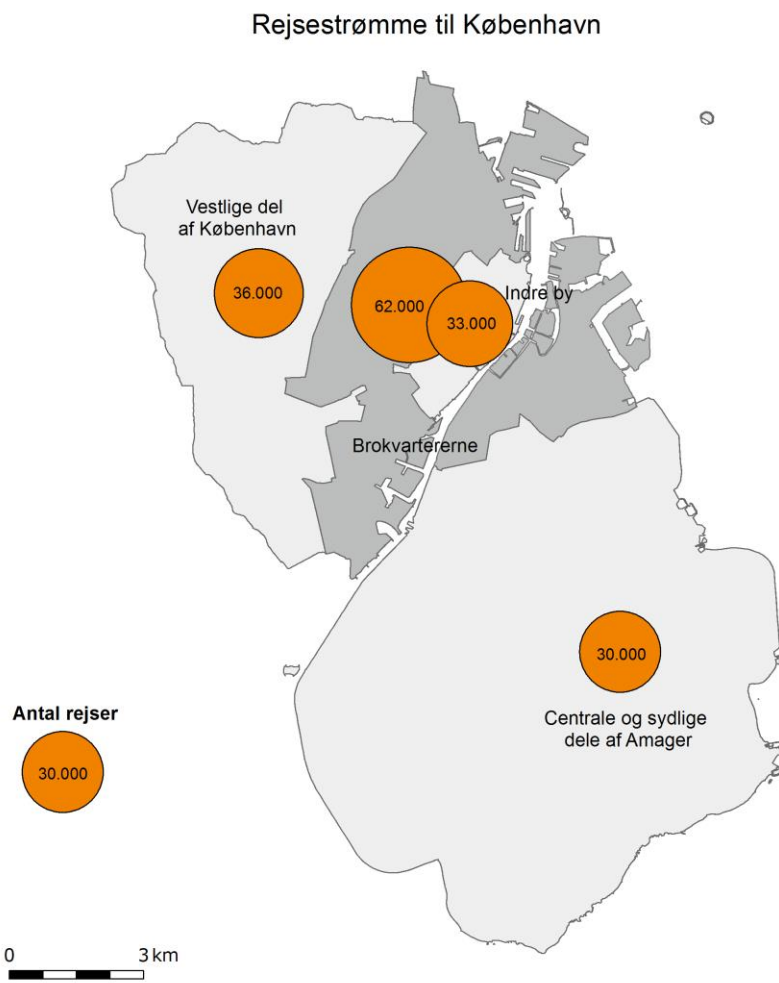 Rejsestrømme til København
Vestlige del
af København
36.000
62.000
33.000
Indre by
Brokvartererne
30.000
Centrale og sydlige
dele af Amager
Antal rejser
30.000
0 3 km